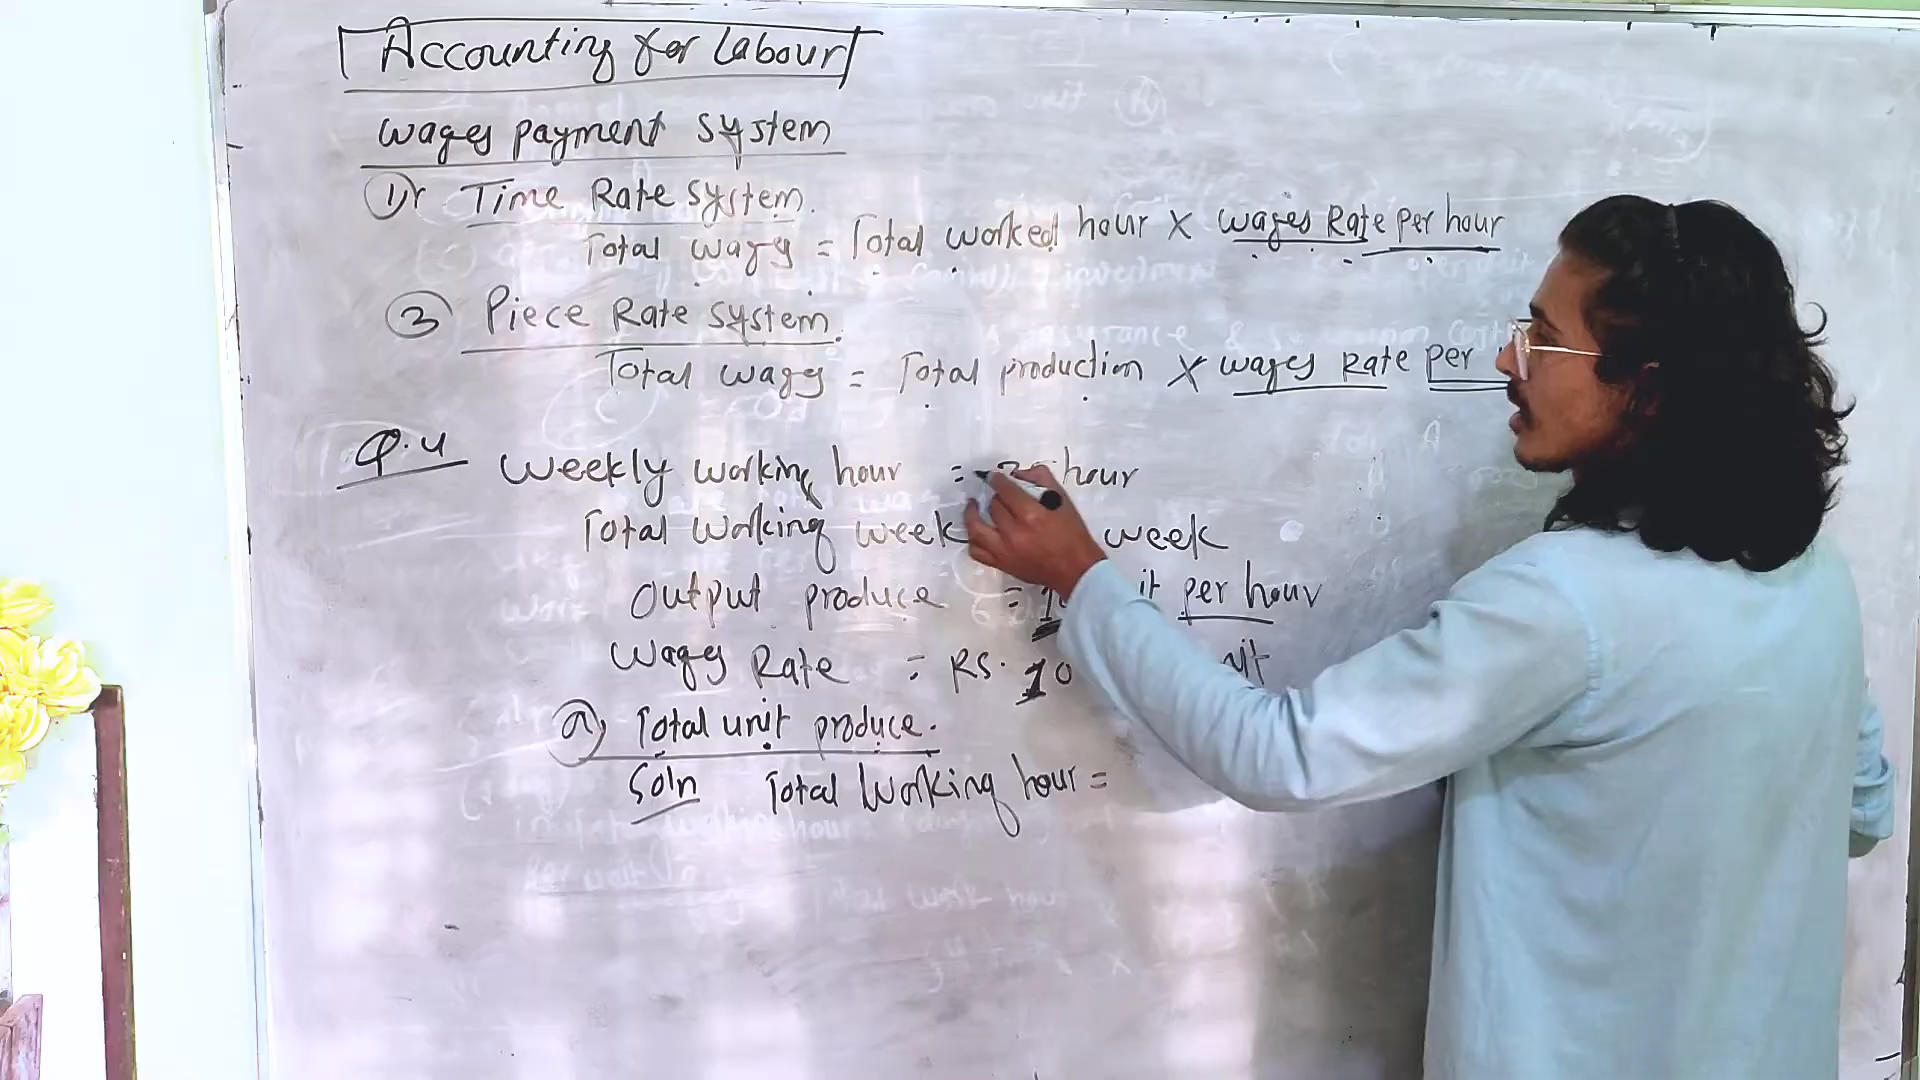 Accounting for Labour
Wages payment system
1) Time Rate System.
Total wages = Total worked hour X wages Rate per hour
2) Piece Rate System.
Total wages = Total production X wages Rate per
Q.4 Weekly working hour = hour
Total working week week
Output produce = per hour
Wages Rate = RS. 10
a) Total unit produce.
Soln Total Working hour =